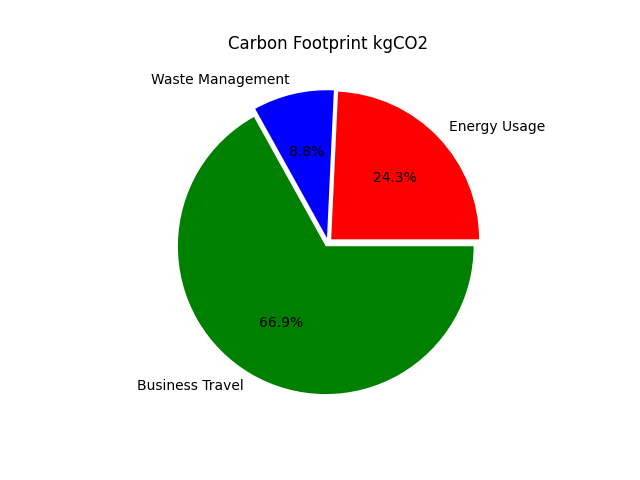 Carbon Footprint kgCO2
Waste Management
Energy Usage
8.8%
24.3%
66.9%
Business Travel